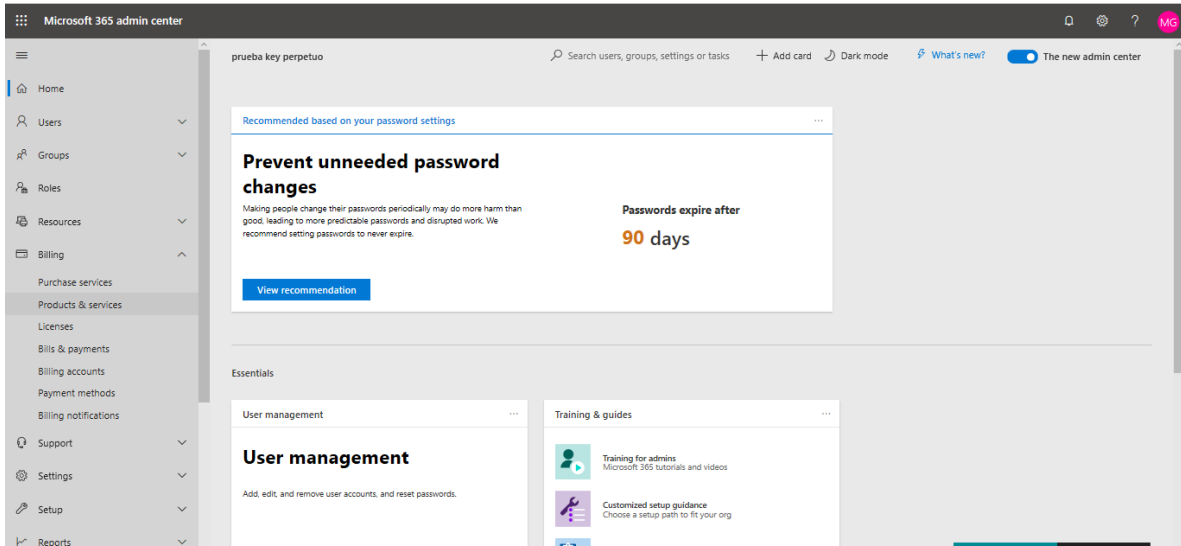 Microsoft 365 admin center
?
MG
prueba key perpetuo
Search users, groups, settings or tasks
Add card
Dark mode
What's new?
The new admin center
Home
Users
Groups
Roles
Resources
Billing
Purchase services
Products & services
Licenses
Bills & payments
Billing accounts
Payment methods
Billing notifications
Support
Settings
Setup
Reports
Recommended based on your password settings
...
Prevent unneeded password
changes
Making people change their passwords periodically may do more harm than
good, leading to more predictable passwords and disrupted work. We
recommend setting passwords to never expire.
Passwords expire after
90 days
View recommendation
Essentials
User management
...
User management
Add, edit, and remove user accounts, and reset passwords.
Training & guides
...
Training for admins
Microsoft 365 tutorials and videos
Customized setup guidance
Choose a setup path to fit your org